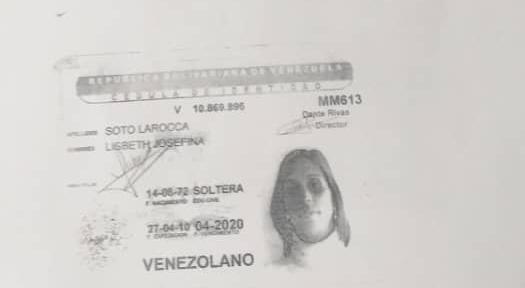 REPUBLICA BOLIVARIANA DE VENEZUELA
CEDULA DE IDENTIDAD
V 10.869.896 MM613
Dante Rivas
Director
APELLIDOS SOTO LAROCCA
NOMBRES LISBETH JOSEFINA
14-08-72 SOLTERA
F. NACIMIENTO EDO CIVIL
27-04-10 04-2020
F. EXPEDICION F. VENCIMIENTO
VENEZOLANO